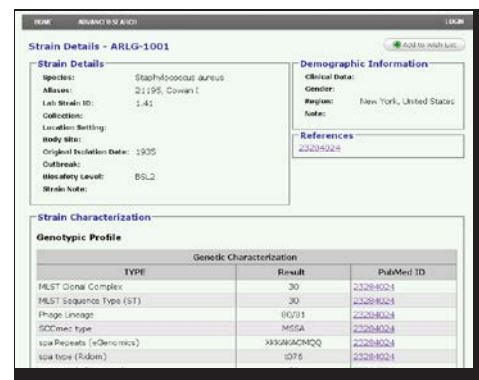 HOME ADVANCED SEARCH LOGIN
Strain Details - ARLG-1001
Add to Wish List
Strain Details
Species: Staphylococcus aureus
Aliases: 21195, Cowan I
Lab Strain ID: 1.41
Collection:
Location Setting:
Body Site:
Original Isolation Date: 1935
Outbreak:
Biosafety Level: BSL2
Strain Note:
Demographic Information
Clinical Data:
Gender:
Region: New York, United States
Note:
References
23284024
Strain Characterization
Genotypic Profile
Genetic Characterization
TYPE Result PubMed ID
MLST Clonal Complex 30 23284024
MLST Sequence Type (ST) 30 23284024
Phage Lineage 80/81 23284024
SCCmec type MSSA 23284024
spa Repeats (eGenomics) 23284024
spa type (Ridom) t076 23284024